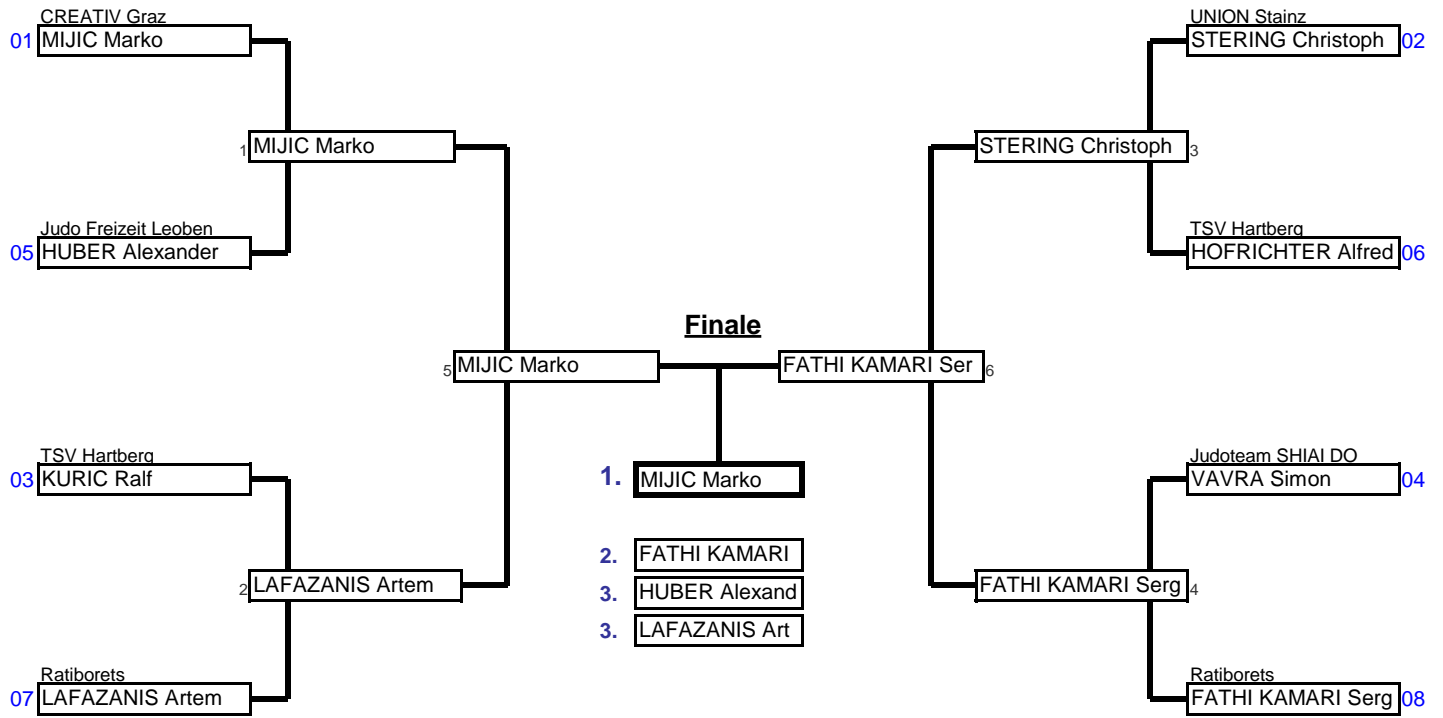 CREATIV Graz
01 MIJIC Marko
1 MIJIC Marko
Judo Freizeit Leoben
05 HUBER Alexander
5 MIJIC Marko
TSV Hartberg
03 KURIC Ralf
2 LAFAZANIS Artem
Ratiborets
07 LAFAZANIS Artem
Finale
1. MIJIC Marko
2. FATHI KAMARI
3. HUBER Alexand
3. LAFAZANIS Art
UNION Stainz
STERING Christoph 02
STERING Christoph 3
TSV Hartberg
HOFRICHTER Alfred 06
FATHI KAMARI Ser 6
Judoteam SHIAI DO
VAVRA Simon 04
FATHI KAMARI Serg 4
Ratiborets
FATHI KAMARI Serg 08